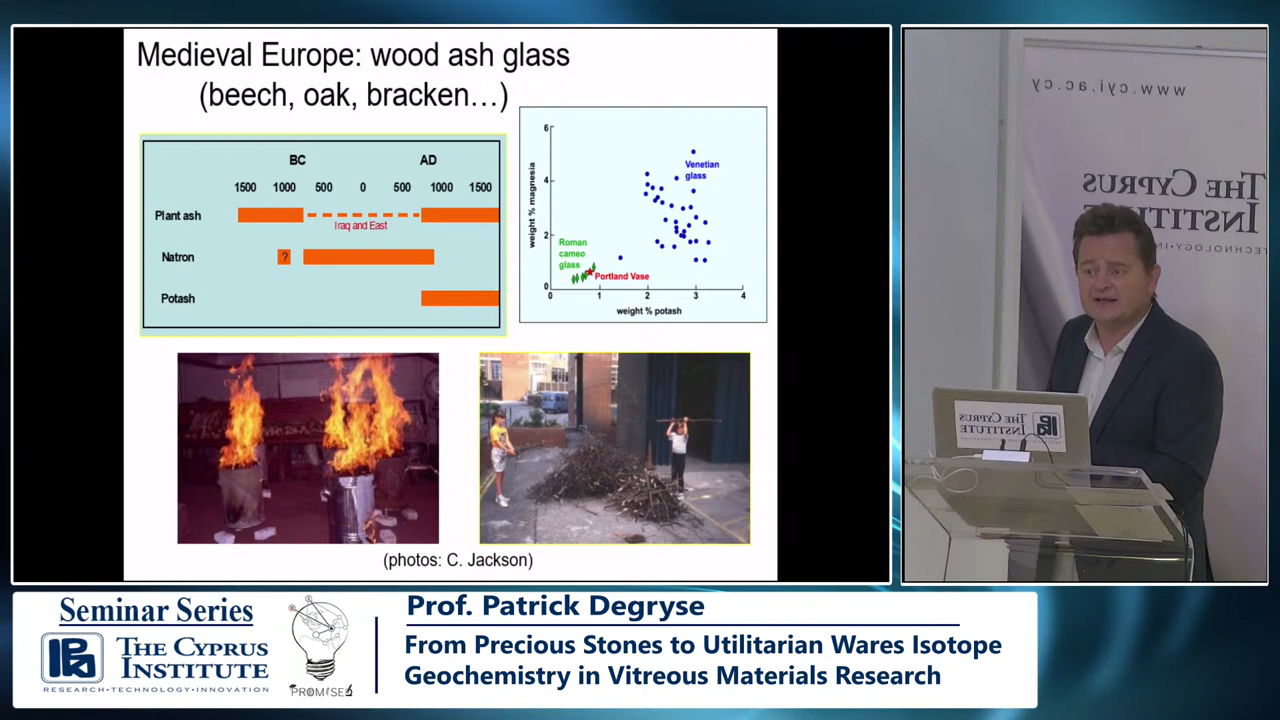 Medieval Europe: wood ash glass
(beech, oak, bracken…)
BC AD
1500 1000 500 0 500 1000 1500
Plant ash
Iraq and East
Natron
?
Potash
weight % magnesia
6
4
2
0
Venetian
glass
Roman
cameo
glass
Portland Vase
0 1 2 3 4
weight % potash
(photos: C. Jackson)
www.cyi.ac.cy
THE CYPRUS
INSTITUTE
THE CYPRUS
INSTITUTE
Seminar Series
THE CYPRUS
INSTITUTE
RESEARCH•TECHNOLOGY•INNOVATION
PROMISE
Prof. Patrick Degryse
From Precious Stones to Utilitarian Wares Isotope
Geochemistry in Vitreous Materials Research